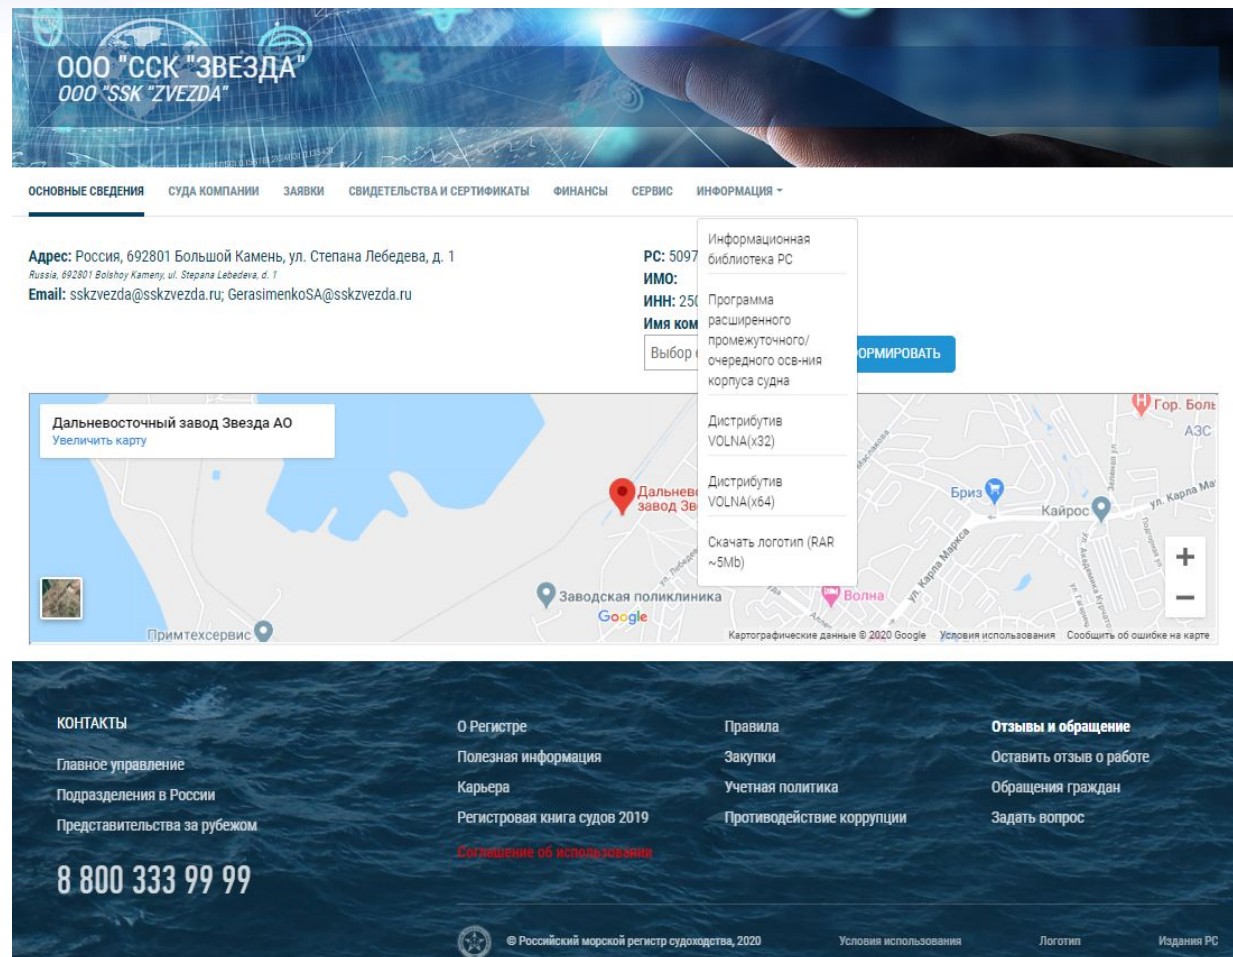 ООО "ССК "ЗВЕЗДА"
OOO "SSK "ZVEZDA"
ОСНОВНЫЕ СВЕДЕНИЯ
СУДА КОМПАНИИ
ЗАЯВКИ
СВИДЕТЕЛЬСТВА И СЕРТИФИКАТЫ
ФИНАНСЫ
СЕРВИС
ИНФОРМАЦИЯ
Адрес: Россия, 692801 Большой Камень, ул. Степана Лебедева, д. 1
Russia, 692801 Bolshoy Kameny, ul. Stepana Lebedeva, d. 1
Email: sskzvezda@sskzvezda.ru; GerasimenkoSA@sskzvezda.ru
РС: 5097
ИМО:
ИНН: 250
Имя ком
Выбор
ОРМИРОВАТЬ
Информационная
библиотека РС
Программа
расширенного
промежуточного/
очередного осв-ния
корпуса судна
Дистрибутив
VOLNA(x32)
Дистрибутив
VOLNA(x64)
Скачать логотип (RAR
~5Mb)
Дальневосточный завод Звезда АО
Увеличить карту
Дальнев
завод Зв
Гор. Боль
АЗС
Бриз
Кайрос
ул. Карла Ма
ул. Карла Маркса
Зеленая ул.
Маслакова
ул. Лебедев
Заводская поликлиника
Волна
Примтехсервис
Google
Картографические данные © 2020 Google
Условия использования
Сообщить об ошибке на карте
КОНТАКТЫ
Главное управление
Подразделения в России
Представительства за рубежом
8 800 333 99 99
О Регистре
Полезная информация
Карьера
Регистровая книга судов 2019
Соглашение об использовании
Правила
Закупки
Учетная политика
Противодействие коррупции
Отзывы и обращение
Оставить отзыв о работе
Обращения граждан
Задать вопрос
© Российский морской регистр судоходства, 2020
Условия использования
Логотип
Издания РС